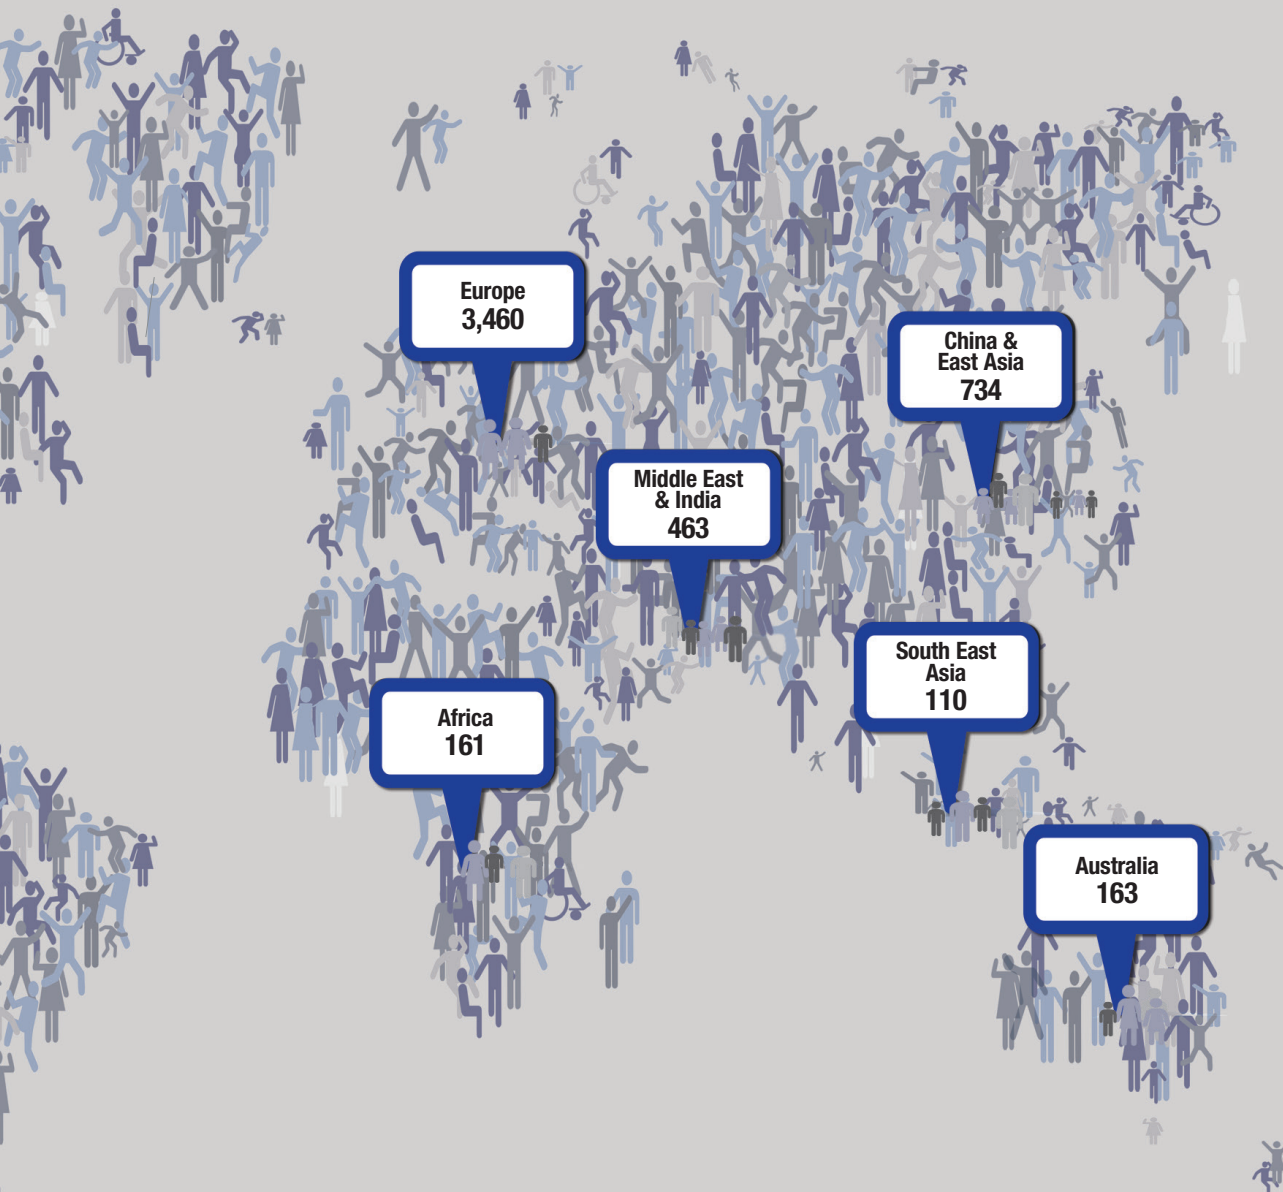 Europe
3,460
China &
East Asia
734
Middle East
& India
463
South East
Asia
110
Africa
161
Australia
163